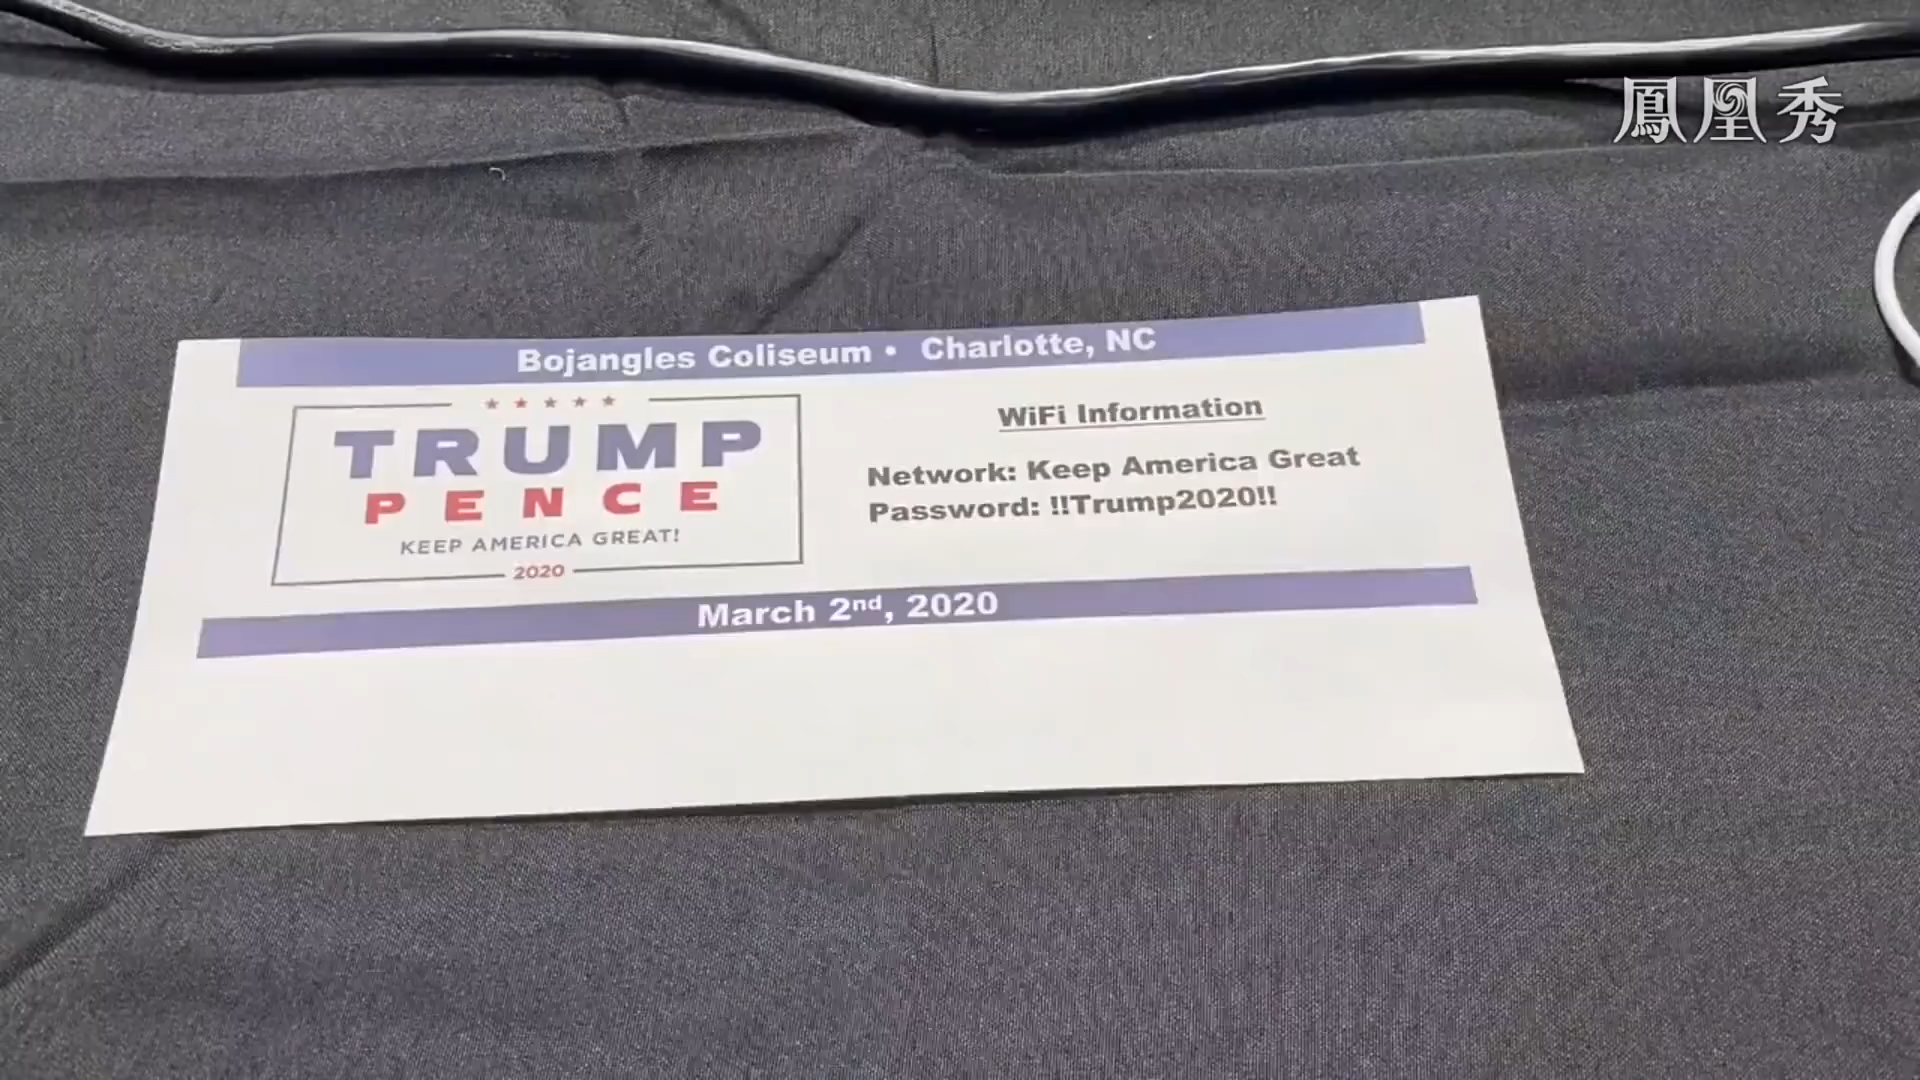 鳳凰秀
Bojangles Coliseum • Charlotte, NC
TRUMP
PENCE
KEEP AMERICA GREAT!
2020
WiFi Information
Network: Keep America Great
Password: !!Trump2020!!
March 2nd, 2020